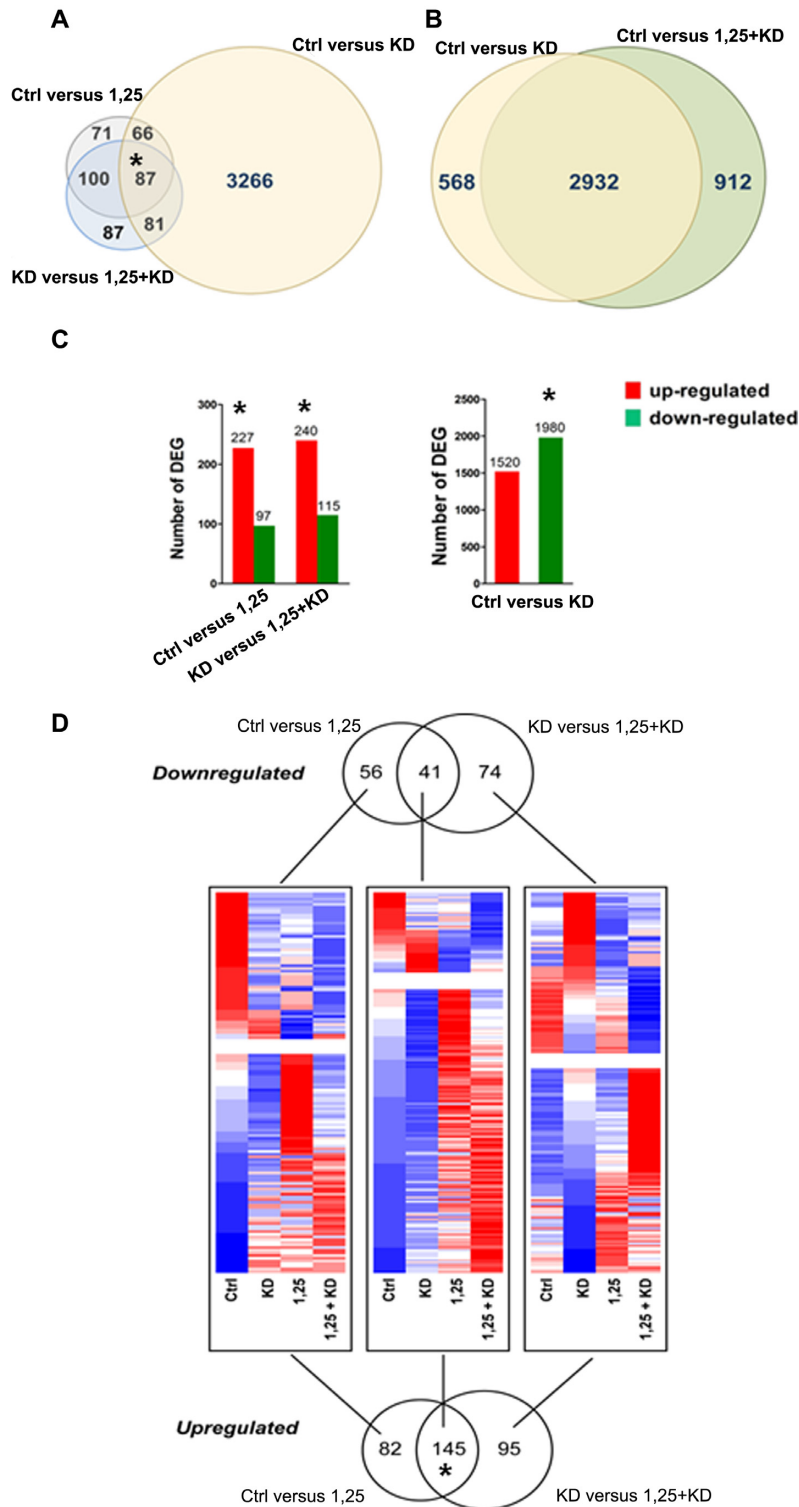 A
B
Ctrl versus KD
Ctrl versus KD
Ctrl versus 1,25+KD
Ctrl versus 1,25
71
66
*
100
87
3266
87
81
KD versus 1,25+KD
568
2932
912
C
up-regulated
down-regulated
Number of DEG
300
200
100
0
*
227
97
*
240
115
Ctrl versus 1,25
KD versus 1,25+KD
Number of DEG
2500
2000
1500
1000
500
0
1520
*
1980
Ctrl versus KD
D
Ctrl versus 1,25
KD versus 1,25+KD
Downregulated
56
41
74
Ctrl
KD
1,25
1,25 + KD
Ctrl
KD
1,25
1,25 + KD
Ctrl
KD
1,25
1,25 + KD
Upregulated
82
145
95
*
Ctrl versus 1,25
KD versus 1,25+KD